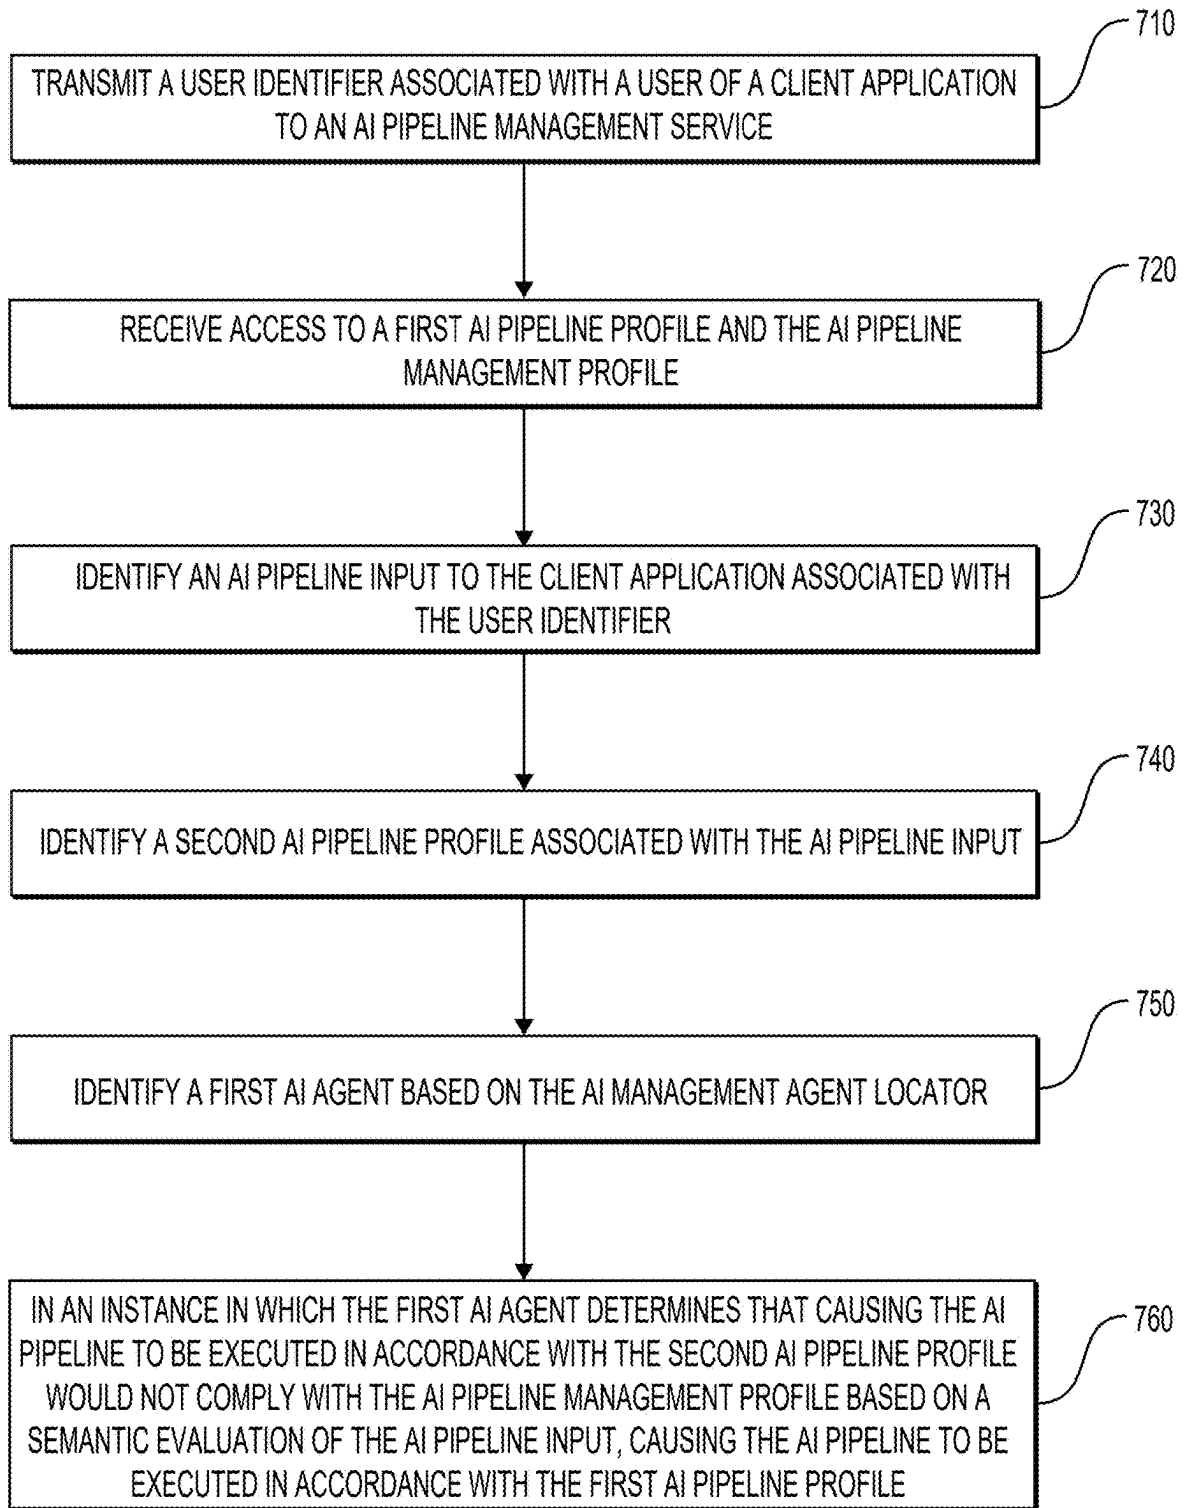 710
TRANSMIT A USER IDENTIFIER ASSOCIATED WITH A USER OF A CLIENT APPLICATION
TO AN AI PIPELINE MANAGEMENT SERVICE
720
RECEIVE ACCESS TO A FIRST AI PIPELINE PROFILE AND THE AI PIPELINE
MANAGEMENT PROFILE
730
IDENTIFY AN AI PIPELINE INPUT TO THE CLIENT APPLICATION ASSOCIATED WITH
THE USER IDENTIFIER
740
IDENTIFY A SECOND AI PIPELINE PROFILE ASSOCIATED WITH THE AI PIPELINE INPUT
750
IDENTIFY A FIRST AI AGENT BASED ON THE AI MANAGEMENT AGENT LOCATOR
760
IN AN INSTANCE IN WHICH THE FIRST AI AGENT DETERMINES THAT CAUSING THE AI
PIPELINE TO BE EXECUTED IN ACCORDANCE WITH THE SECOND AI PIPELINE PROFILE
WOULD NOT COMPLY WITH THE AI PIPELINE MANAGEMENT PROFILE BASED ON A
SEMANTIC EVALUATION OF THE AI PIPELINE INPUT, CAUSING THE AI PIPELINE TO BE
EXECUTED IN ACCORDANCE WITH THE FIRST AI PIPELINE PROFILE